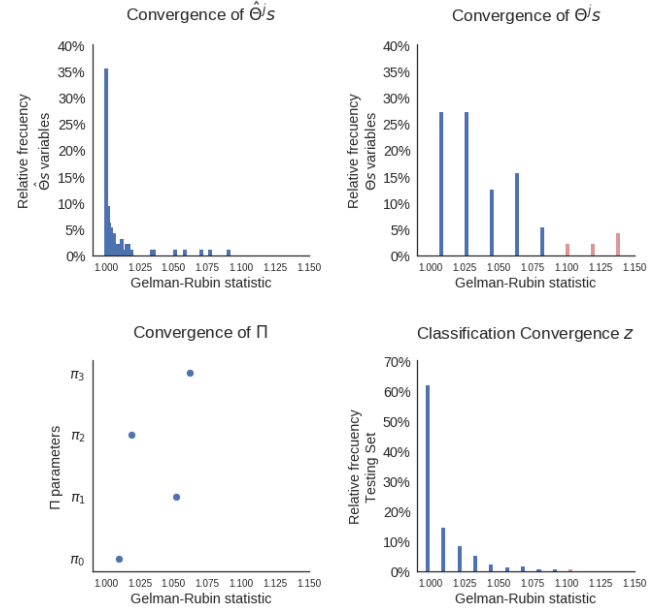 Convergence of Θ̂ʲs
40%
35%
30%
25%
20%
15%
10%
5%
0%
Relative frecuency
Θ̂s variables
1.000 1.025 1.050 1.075 1.100 1.125 1.150
Gelman-Rubin statistic
Convergence of Θʲs
40%
35%
30%
25%
20%
15%
10%
5%
0%
Relative frecuency
Θs variables
1.000 1.025 1.050 1.075 1.100 1.125 1.150
Gelman-Rubin statistic
Convergence of Π
π₃
π₂
π₁
π₀
Π parameters
1.000 1.025 1.050 1.075 1.100 1.125 1.150
Gelman-Rubin statistic
Classification Convergence z
70%
60%
50%
40%
30%
20%
10%
0%
Relative frecuency
Testing Set
1.000 1.025 1.050 1.075 1.100 1.125 1.150
Gelman-Rubin statistic